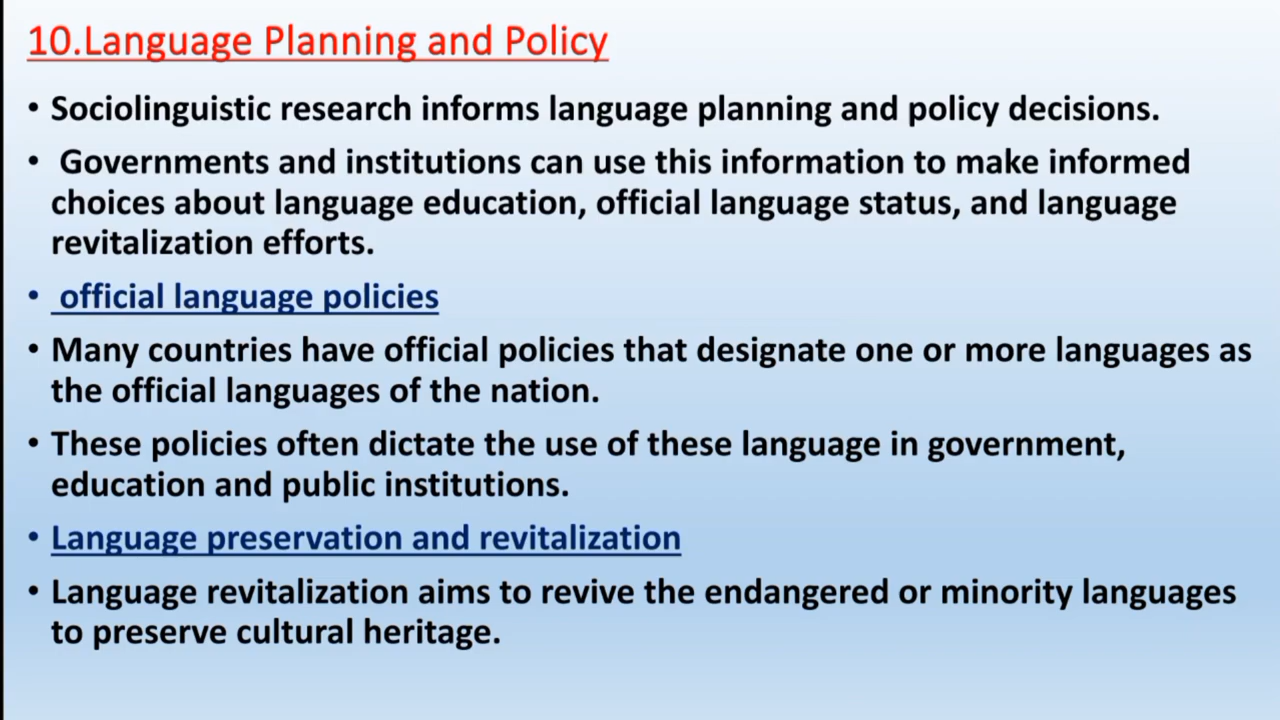 10.Language Planning and Policy
• Sociolinguistic research informs language planning and policy decisions.
• Governments and institutions can use this information to make informed
choices about language education, official language status, and language
revitalization efforts.
• official language policies
• Many countries have official policies that designate one or more languages as
the official languages of the nation.
• These policies often dictate the use of these language in government,
education and public institutions.
• Language preservation and revitalization
• Language revitalization aims to revive the endangered or minority languages
to preserve cultural heritage.